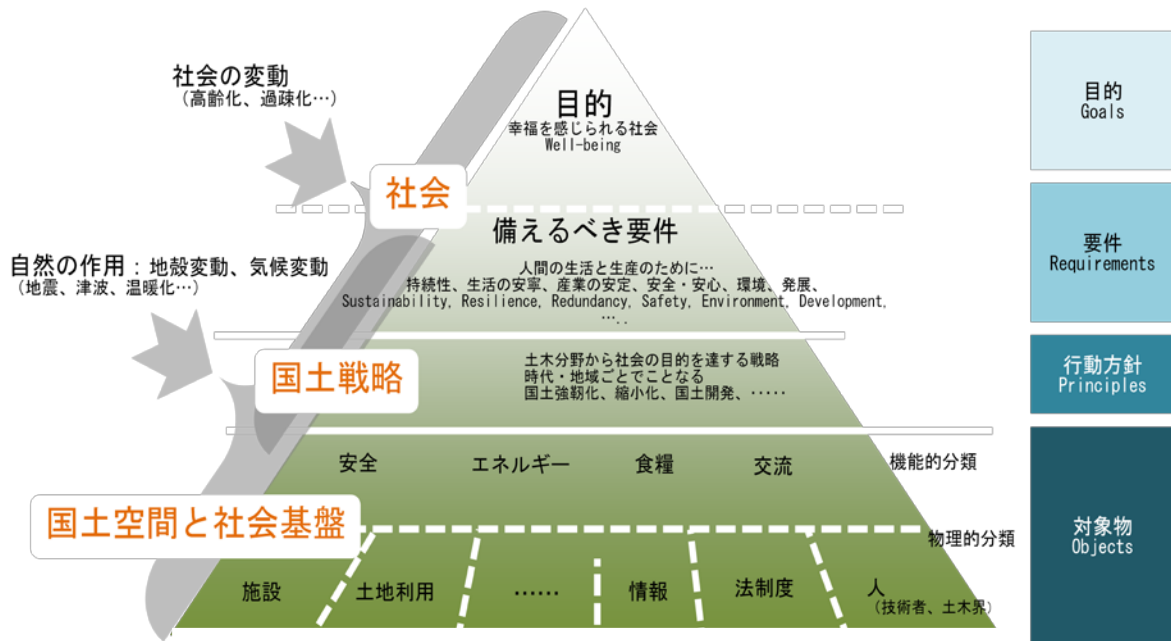 社会の変動
(高齢化、過疎化…)
目的
幸福を感じられる社会
Well-being
目的
Goals
社会
備えるべき要件
人間の生活と生産のために…
持続性、生活の安寧、産業の安定、安全・安心、環境、発展、
Sustainability, Resilience, Redundancy, Safety, Environment, Development,
…..
要件
Requirements
自然の作用：地殻変動、気候変動
(地震、津波、温暖化…)
国土戦略
土木分野から社会の目的を達する戦略
時代・地域ごとでことなる
国土強靭化、縮小化、国土開発、……
行動方針
Principles
安全
エネルギー
食糧
交流
機能的分類
国土空間と社会基盤
物理的分類
対象物
Objects
施設
土地利用
……
情報
法制度
人
(技術者、土木界)